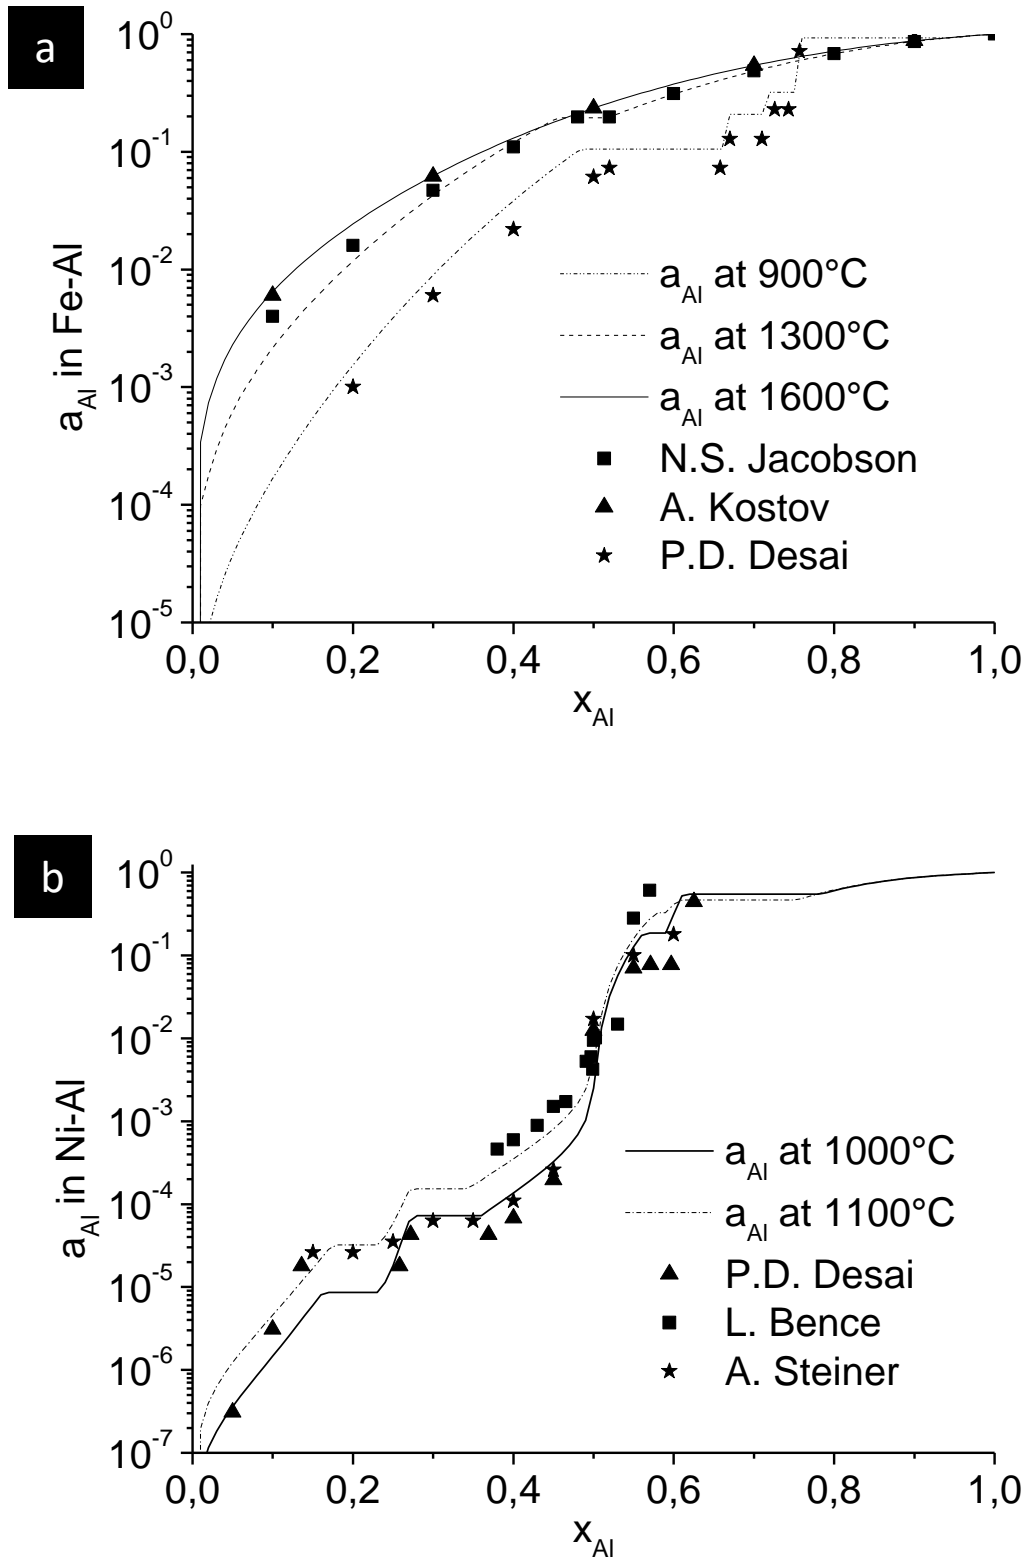 a
10^0
10^-1
10^-2
10^-3
10^-4
10^-5
a_Al in Fe-Al
a_Al at 900°C
a_Al at 1300°C
a_Al at 1600°C
N.S. Jacobson
A. Kostov
P.D. Desai
0,0 0,2 0,4 0,6 0,8 1,0
x_Al
b
10^0
10^-1
10^-2
10^-3
10^-4
10^-5
10^-6
10^-7
a_Al in Ni-Al
a_Al at 1000°C
a_Al at 1100°C
P.D. Desai
L. Bence
A. Steiner
0,0 0,2 0,4 0,6 0,8 1,0
x_Al